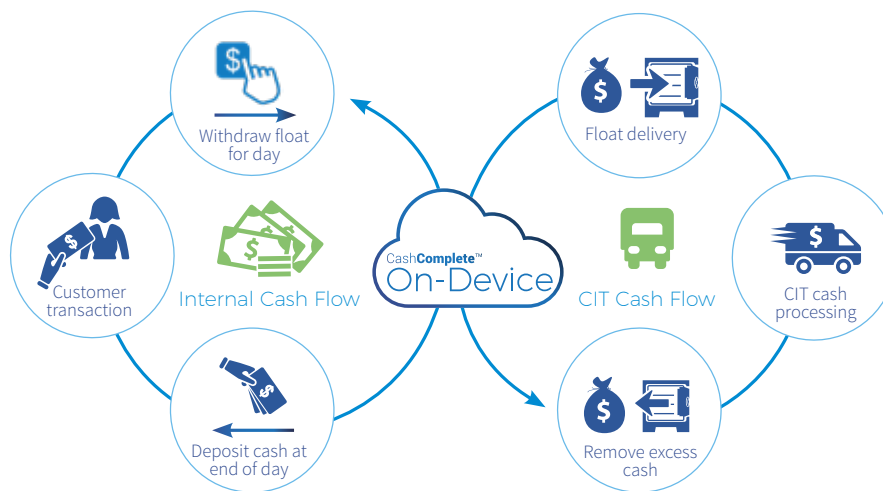 $
Withdraw float
for day
$
Float delivery
$
Customer
transaction
$
$
Internal Cash Flow
CashComplete™
On-Device
CIT Cash Flow
$
CIT cash
processing
$
Deposit cash at
end of day
$
Remove excess
cash